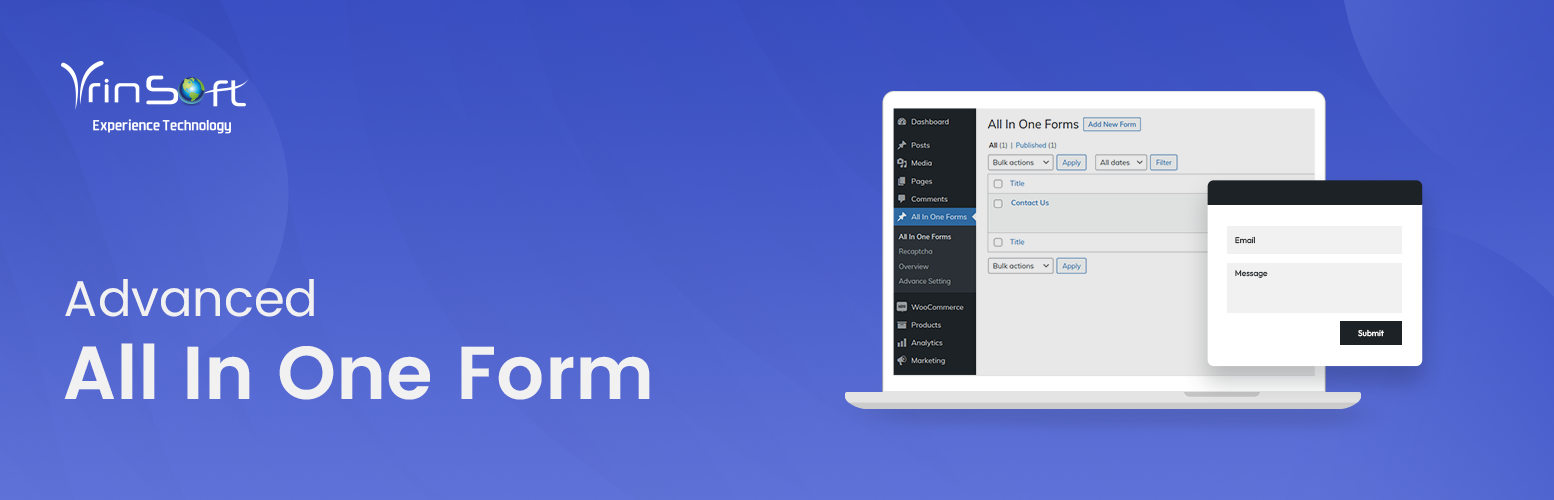 VrinSoft
Experience Technology
Advanced
All In One Form
Dashboard
Posts
Media
Pages
Comments
All In One Forms
All In One Forms
Recaptcha
Overview
Advance Setting
WooCommerce
Products
Analytics
Marketing
All In One Forms Add New Form
All (1) | Published (1)
Bulk actions Apply All dates Filter
Title
Contact Us
Title
Bulk actions Apply
Email
Message
Submit